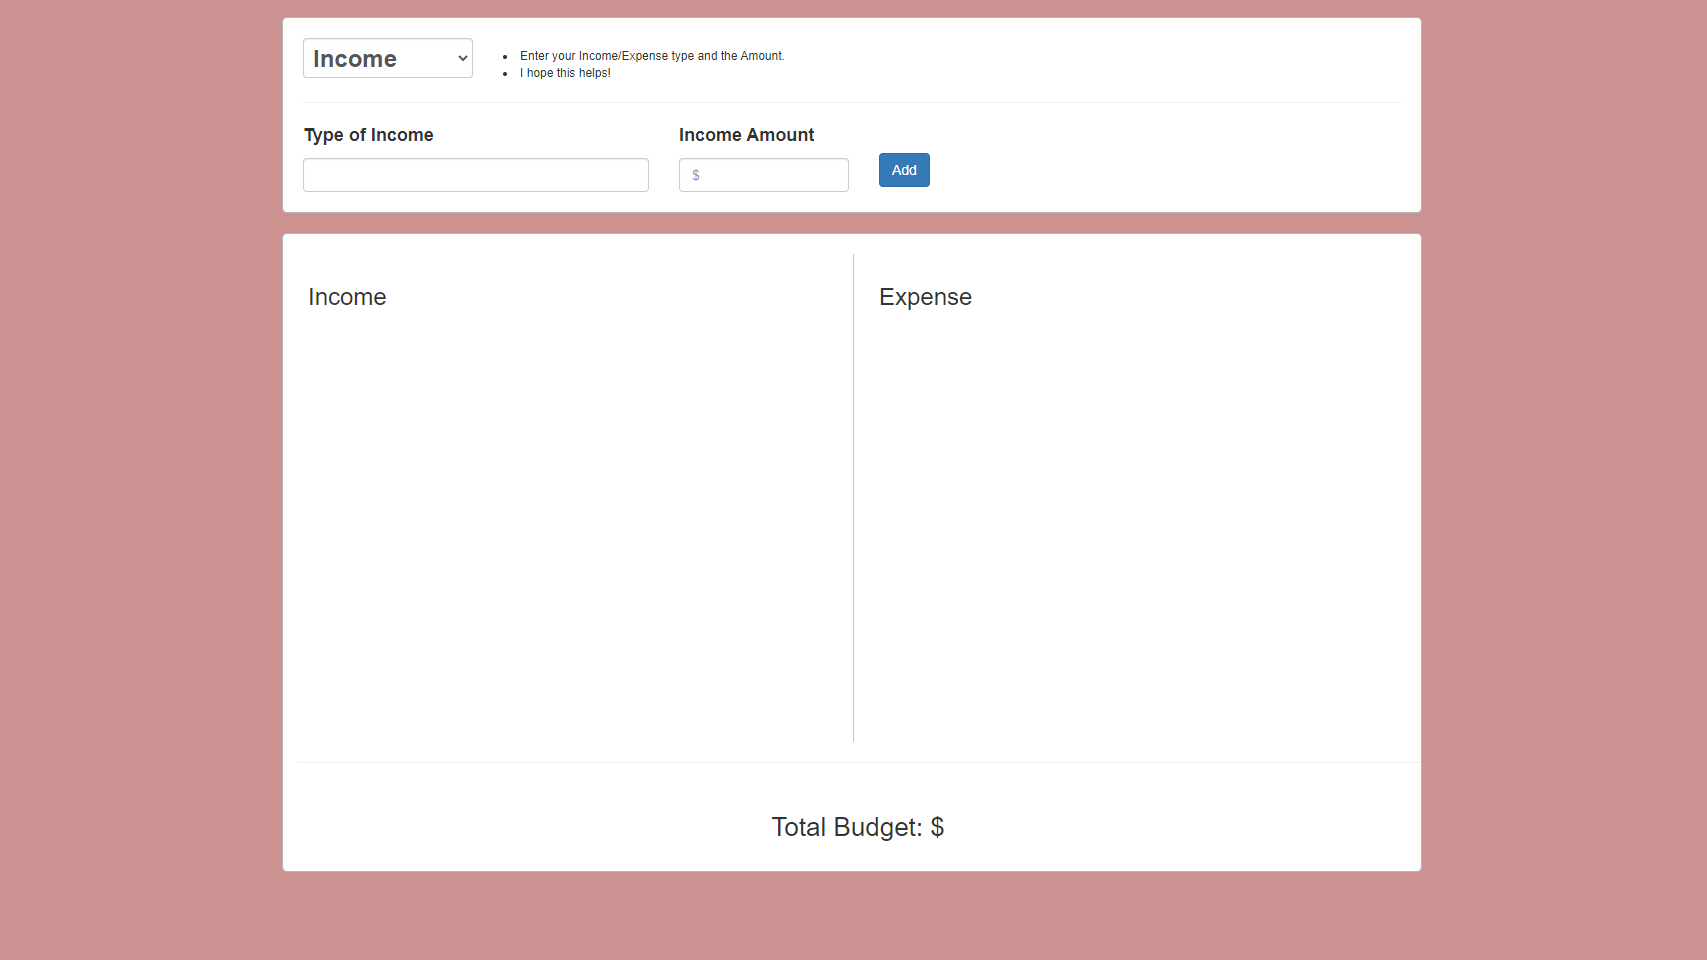 Income
Enter your Income/Expense type and the Amount.
I hope this helps!
Type of Income
Income Amount
$
Add
Income
Expense
Total Budget: $